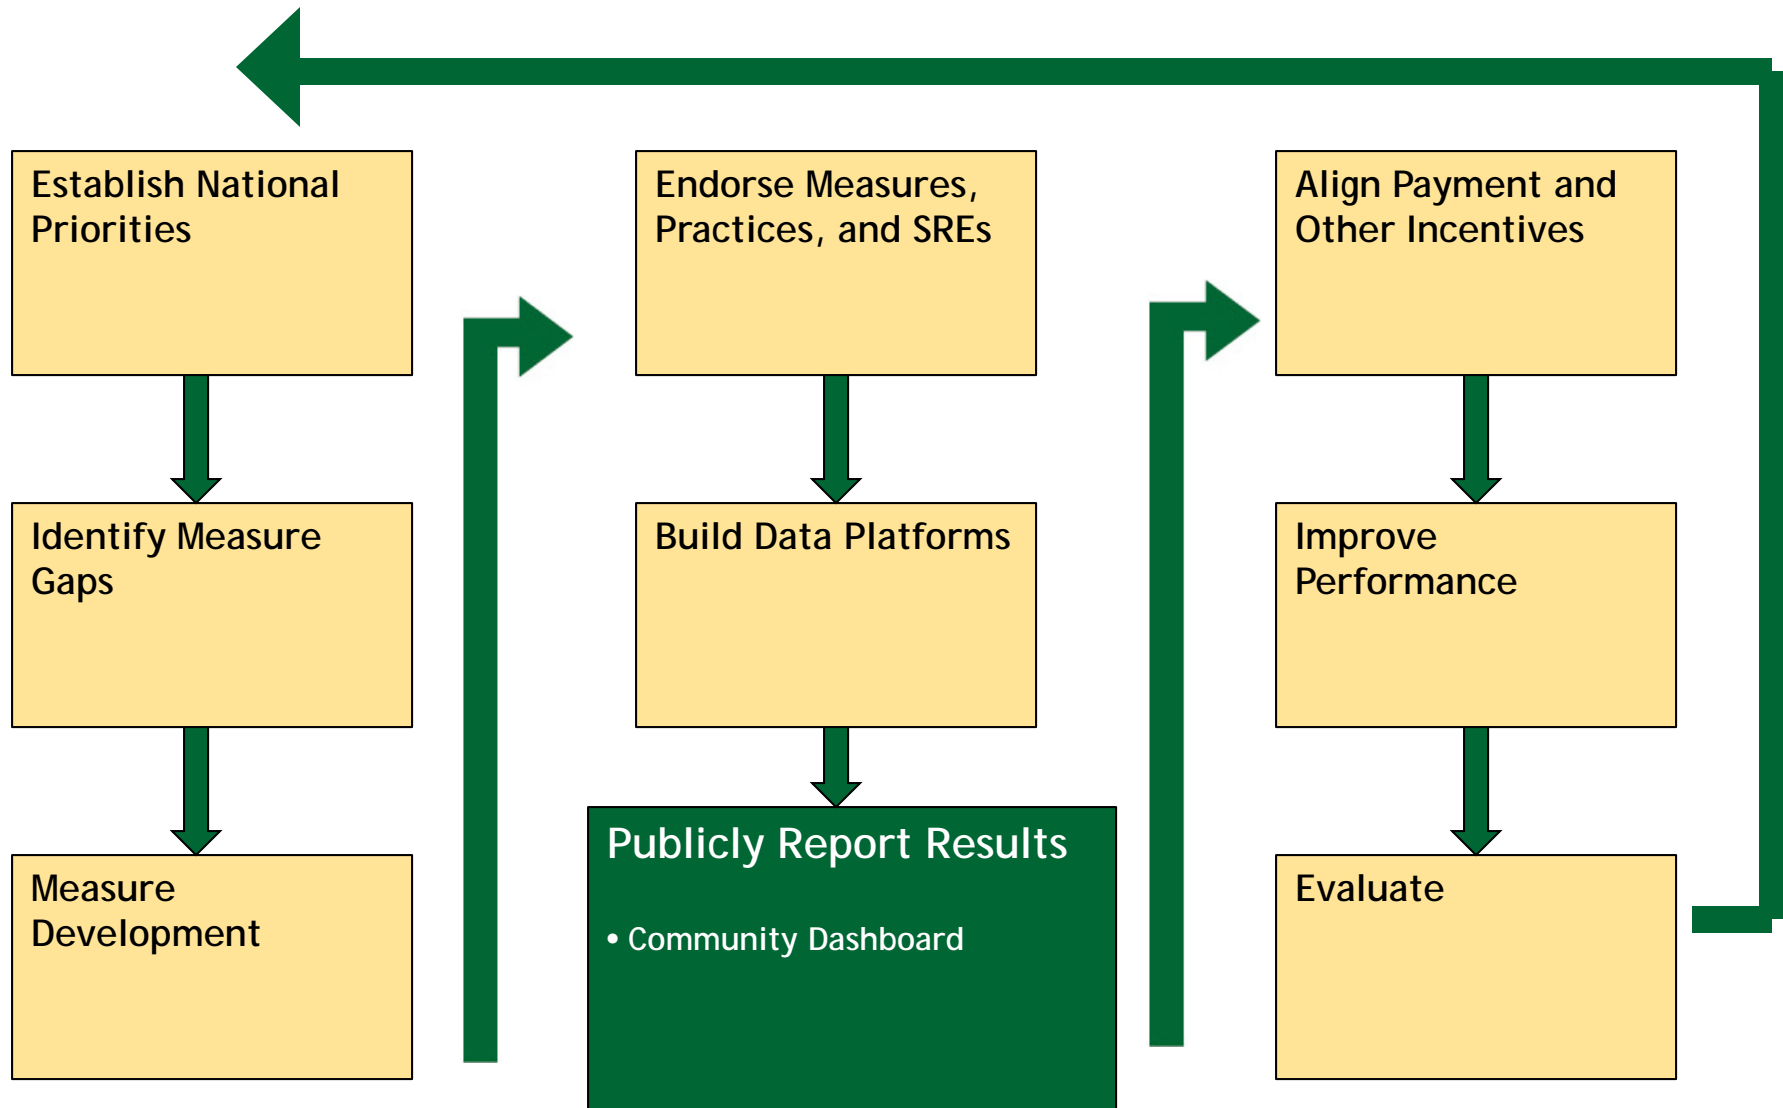 Establish National
Priorities
Identify Measure
Gaps
Measure
Development
Endorse Measures,
Practices, and SREs
Build Data Platforms
Publicly Report Results
• Community Dashboard
Align Payment and
Other Incentives
Improve
Performance
Evaluate